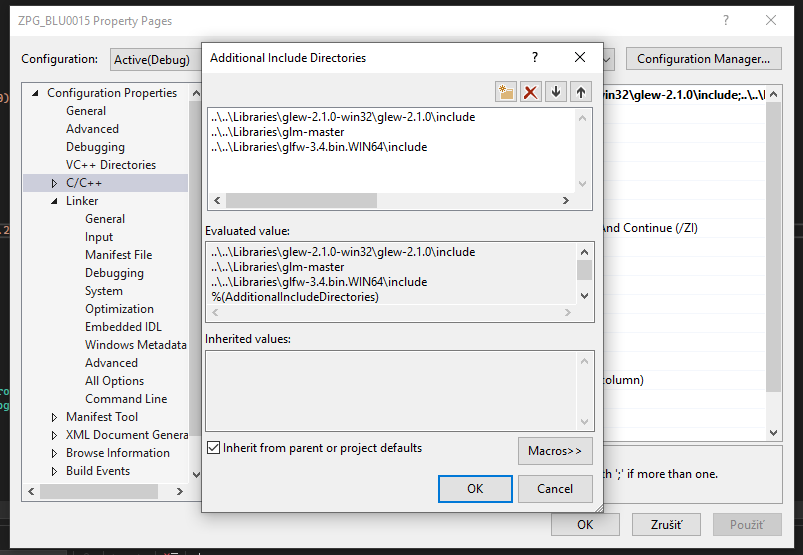 ZPG_BLU0015 Property Pages
Configuration:
Active(Debug)
Configuration Manager...
Configuration Properties
General
Advanced
Debugging
VC++ Directories
C/C++
Linker
General
Input
Manifest File
Debugging
System
Optimization
Embedded IDL
Windows Metadata
Advanced
All Options
Command Line
Manifest Tool
XML Document Genera
Browse Information
Build Events
Additional Include Directories
..\..\Libraries\glew-2.1.0-win32\glew-2.1.0\include
..\..\Libraries\glm-master
..\..\Libraries\glfw-3.4.bin.WIN64\include
Evaluated value:
..\..\Libraries\glew-2.1.0-win32\glew-2.1.0\include
..\..\Libraries\glm-master
..\..\Libraries\glfw-3.4.bin.WIN64\include
%(AdditionalIncludeDirectories)
Inherited values:
Inherit from parent or project defaults
Macros>>
OK
Cancel
in32\glew-2.1.0\include;..\..\
And Continue (/ZI)
column)
th ';' if more than one.
OK
Zrušiť
Použiť